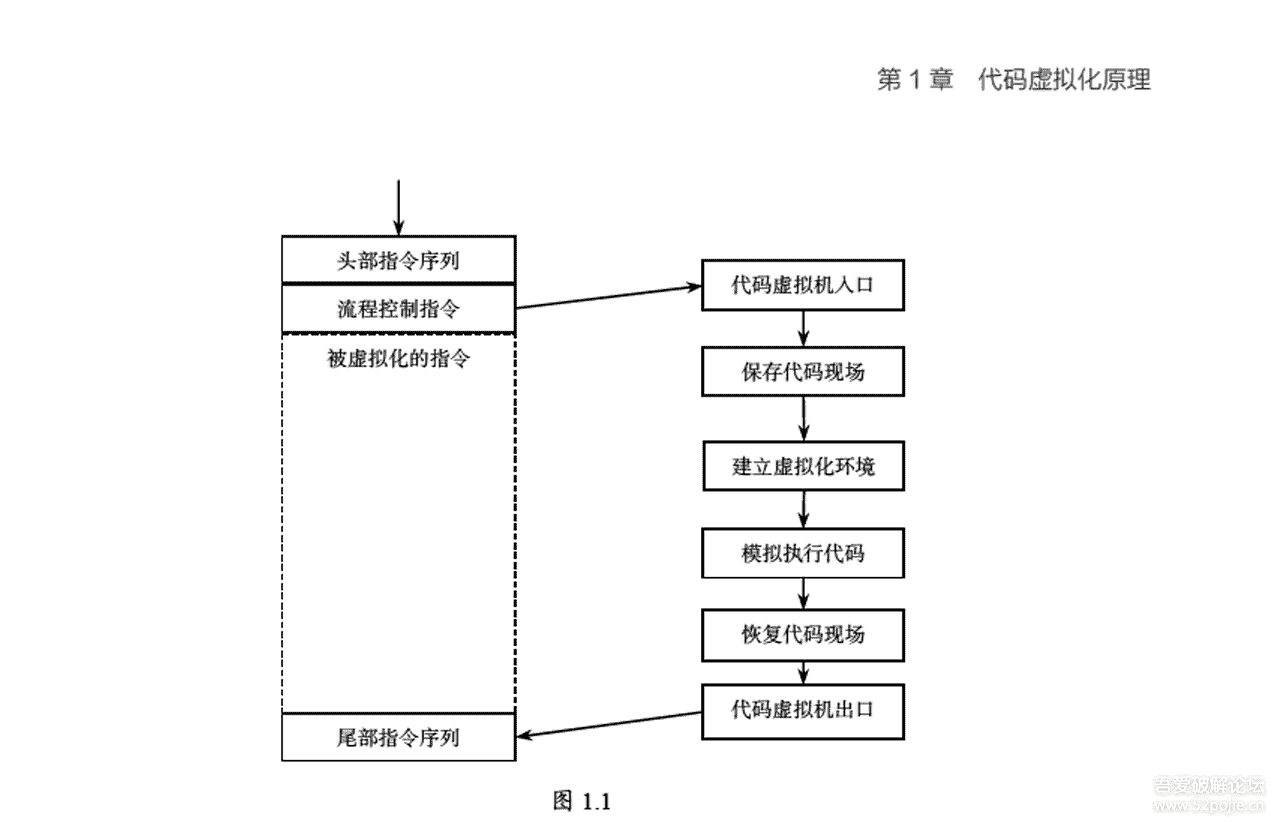 第 1 章 代码虚拟化原理
头部指令序列
流程控制指令
被虚拟化的指令
尾部指令序列
代码虚拟机入口
保存代码现场
建立虚拟化环境
模拟执行代码
恢复代码现场
代码虚拟机出口
图 1.1
吾爱破解论坛
www.52pojie.cn